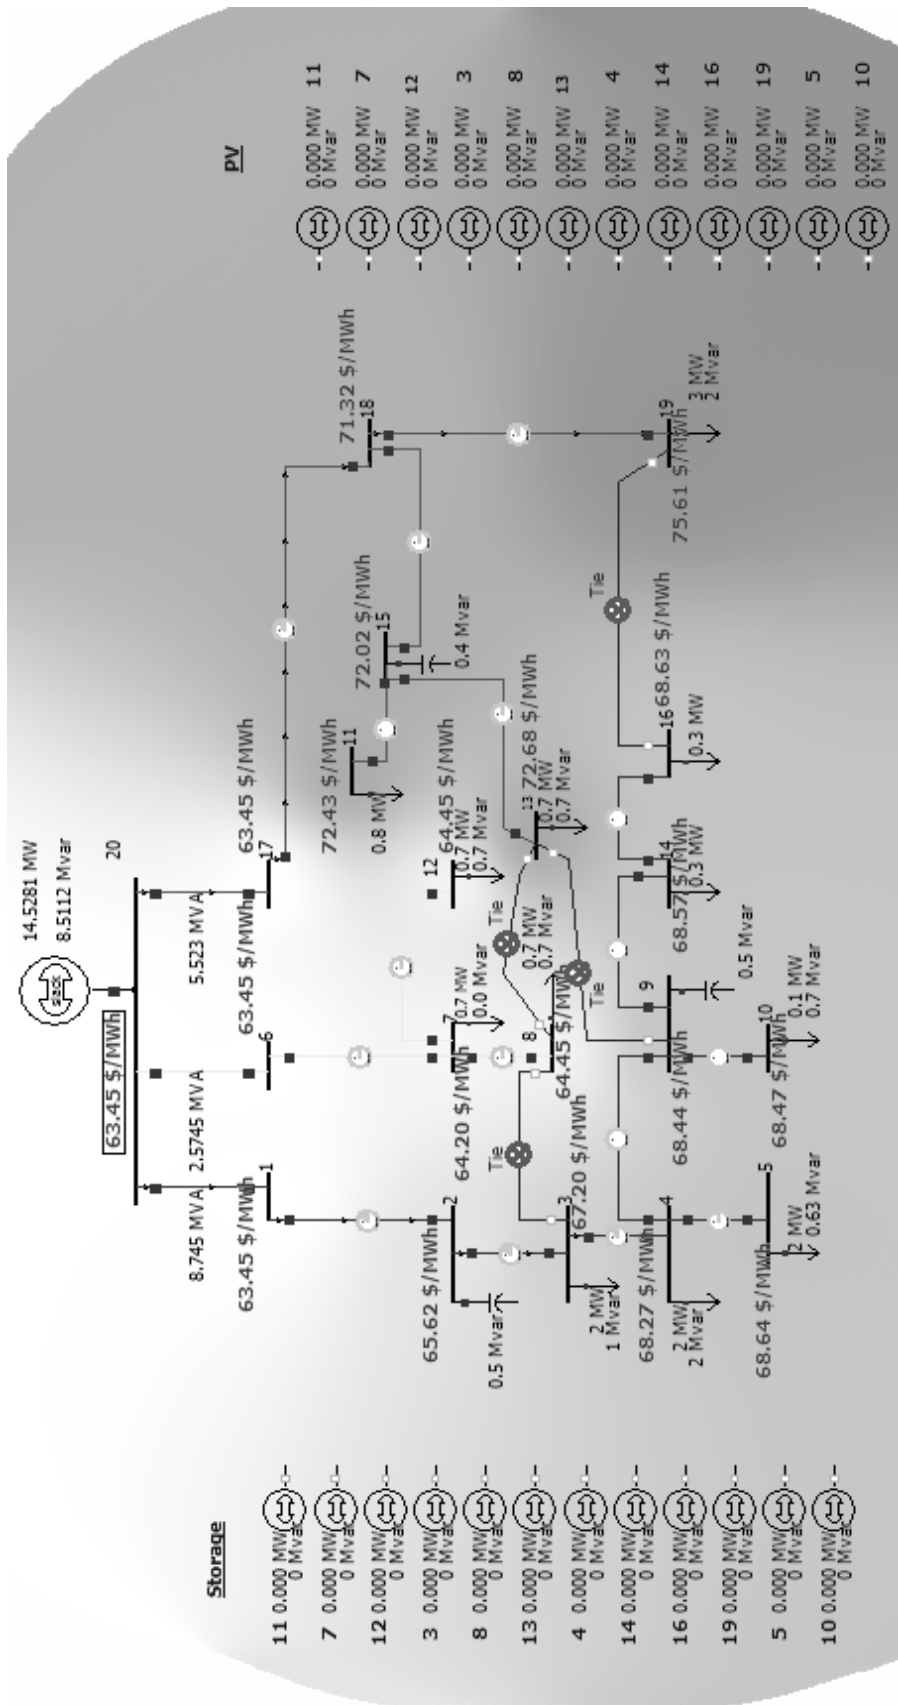 14.5281 MW
8.5112 Mvar
slack
63.45 $/MWh
20
8.745 MVA
2.5745 MVA
5.523 MVA
63.45 $/MWh
1
63.45 $/MWh
6
63.45 $/MWh
17
71.32 $/MWh
18
72.43 $/MWh
11
0.8 MW
72.02 $/MWh
15
0.4 Mvar
65.62 $/MWh
2
0.5 Mvar
64.20 $/MWh
7
0.7 MW
0.0 Mvar
64.45 $/MWh
12
0.7 MW
0.7 Mvar
Tie
Tie
Tie
Tie
67.20 $/MWh
3
2 MW
1 Mvar
64.45 $/MWh
8
0.7 MW
0.7 Mvar
72.68 $/MWh
13
0.7 MW
0.7 Mvar
68.27 $/MWh
4
2 MW
2 Mvar
68.44 $/MWh
9
0.5 Mvar
68.57 $/MWh
14
0.3 MW
68.63 $/MWh
16
0.3 MW
75.61 $/MWh
19
3 MW
2 Mvar
68.64 $/MWh
5
2 MW
0.63 Mvar
68.47 $/MWh
10
0.1 MW
0.7 Mvar
Storage
11 0.000 MW
0 Mvar
7 0.000 MW
0 Mvar
12 0.000 MW
0 Mvar
3 0.000 MW
0 Mvar
8 0.000 MW
0 Mvar
13 0.000 MW
0 Mvar
4 0.000 MW
0 Mvar
14 0.000 MW
0 Mvar
16 0.000 MW
0 Mvar
19 0.000 MW
0 Mvar
5 0.000 MW
0 Mvar
10 0.000 MW
0 Mvar
PV
0.000 MW 11
0 Mvar
0.000 MW 7
0 Mvar
0.000 MW 12
0 Mvar
0.000 MW 3
0 Mvar
0.000 MW 8
0 Mvar
0.000 MW 13
0 Mvar
0.000 MW 4
0 Mvar
0.000 MW 14
0 Mvar
0.000 MW 16
0 Mvar
0.000 MW 19
0 Mvar
0.000 MW 5
0 Mvar
0.000 MW 10
0 Mvar